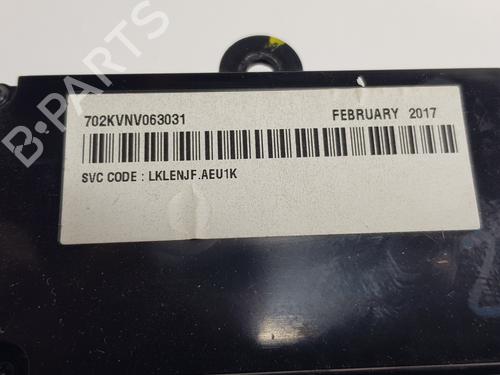 702KVNV063031 FEBRUARY 2017
SVC CODE : LKLENJF.AEU1K
B-PARTS